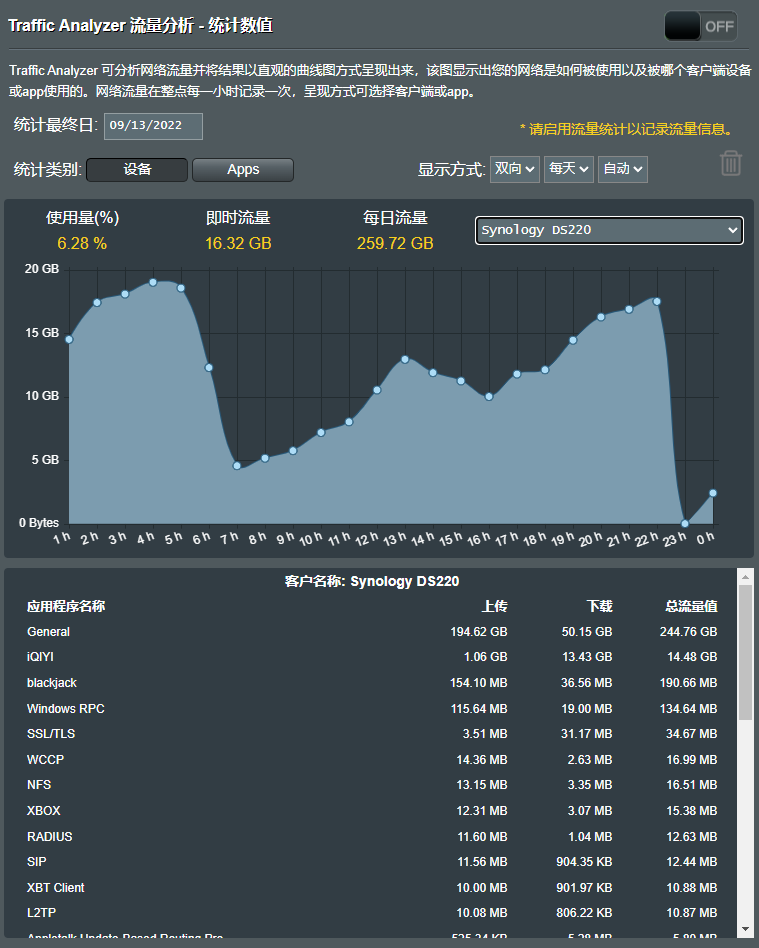 Traffic Analyzer 流量分析 - 统计数值
OFF
Traffic Analyzer 可分析网络流量并将结果以直观的曲线图方式呈现出来，该图显示出您的网络是如何被使用以及被哪个客户端设备
或app使用的。网络流量在整点每一小时记录一次，呈现方式可选择客户端或app。
统计最终日: 09/13/2022
* 请启用流量统计以记录流量信息。
统计类别: 设备 Apps 显示方式: 双向 每天 自动
使用量(%) 即时流量 每日流量
6.28 % 16.32 GB 259.72 GB
Synology DS220
20 GB
15 GB
10 GB
5 GB
0 Bytes
1 h 2 h 3 h 4 h 5 h 6 h 7 h 8 h 9 h 10 h 11 h 12 h 13 h 14 h 15 h 16 h 17 h 18 h 19 h 20 h 21 h 22 h 23 h 0 h
客户名称: Synology DS220
应用程序名称 上传 下载 总流量值
General 194.62 GB 50.15 GB 244.76 GB
iQIYI 1.06 GB 13.43 GB 14.48 GB
blackjack 154.10 MB 36.56 MB 190.66 MB
Windows RPC 115.64 MB 19.00 MB 134.64 MB
SSL/TLS 3.51 MB 31.17 MB 34.67 MB
WCCP 14.36 MB 2.63 MB 16.99 MB
NFS 13.15 MB 3.35 MB 16.51 MB
XBOX 12.31 MB 3.07 MB 15.38 MB
RADIUS 11.60 MB 1.04 MB 12.63 MB
SIP 11.56 MB 904.35 KB 12.44 MB
XBT Client 10.00 MB 901.97 KB 10.88 MB
L2TP 10.08 MB 806.22 KB 10.87 MB